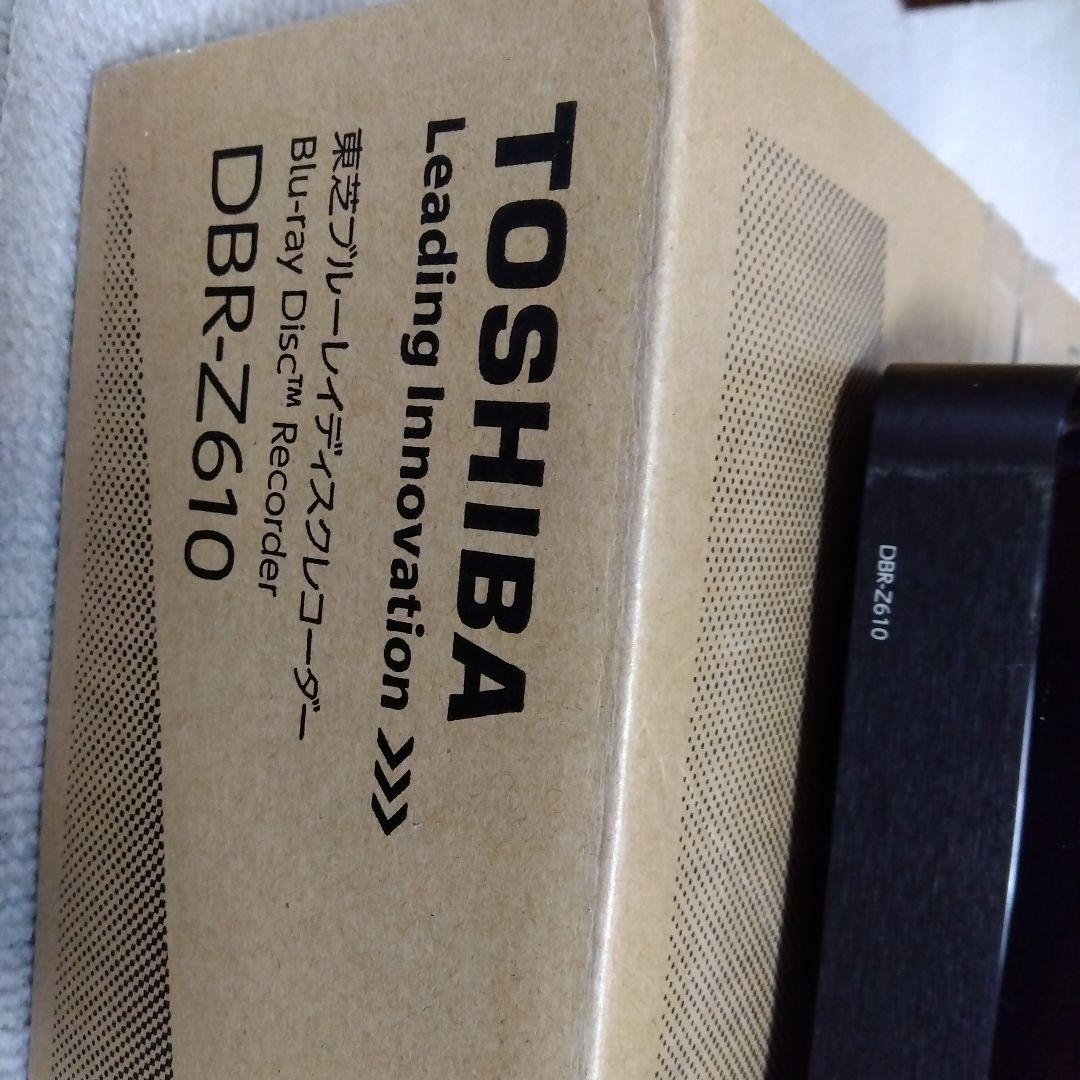 TOSHIBA
Leading Innovation >>>
東芝ブルーレイディスクレコーダー
Blu-ray Disc™ Recorder
DBR-Z610
DBR-Z610